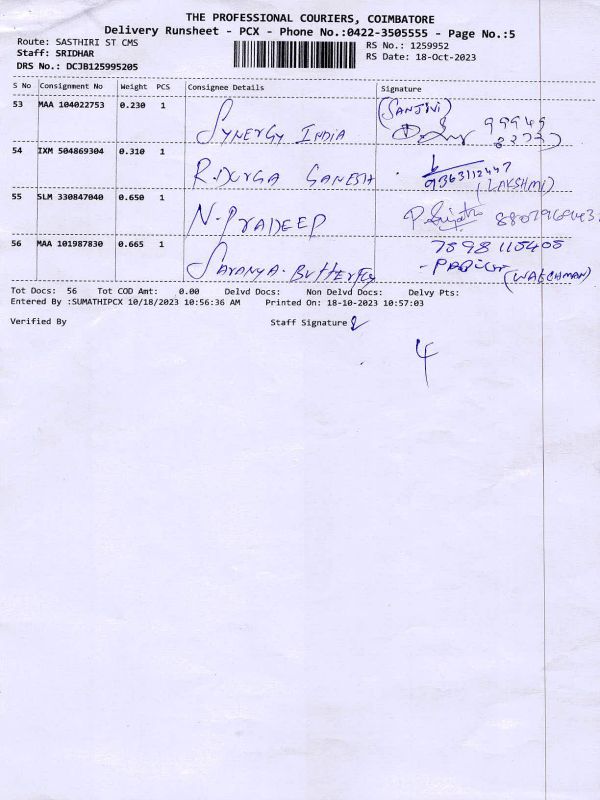 THE PROFESSIONAL COURIERS, COIMBATORE
Delivery Runsheet - PCX - Phone No.:0422-3505555 - Page No.:5
Route: SASTHIRI ST CMS
RS No.: 1259952
Staff: SRIDHAR
RS Date: 18-Oct-2023
DRS No.: DCJB125995205
S No Consignment No Weight PCS Consignee Details Signature
53 MAA 104022753 0.230 1 SYNERGY INDIA (SANJIVI) 99949
54 IXM 504869304 0.310 1 R.DURGA GANESH 9363112447
(LAKSHMI)
55 SLM 330847040 0.650 1 N.PRADEEP
56 MAA 101987830 0.665 1 SARANYA.BUTTERFLY 7598115405
(WATCHMAN)
Tot Docs: 56 Tot COD Amt: 0.00 Delvd Docs: Non Delvd Docs: Delvy Pts:
Entered By :SUMATHIPCX 10/18/2023 10:56:36 AM Printed On: 18-10-2023 10:57:03
Verified By Staff Signature
4